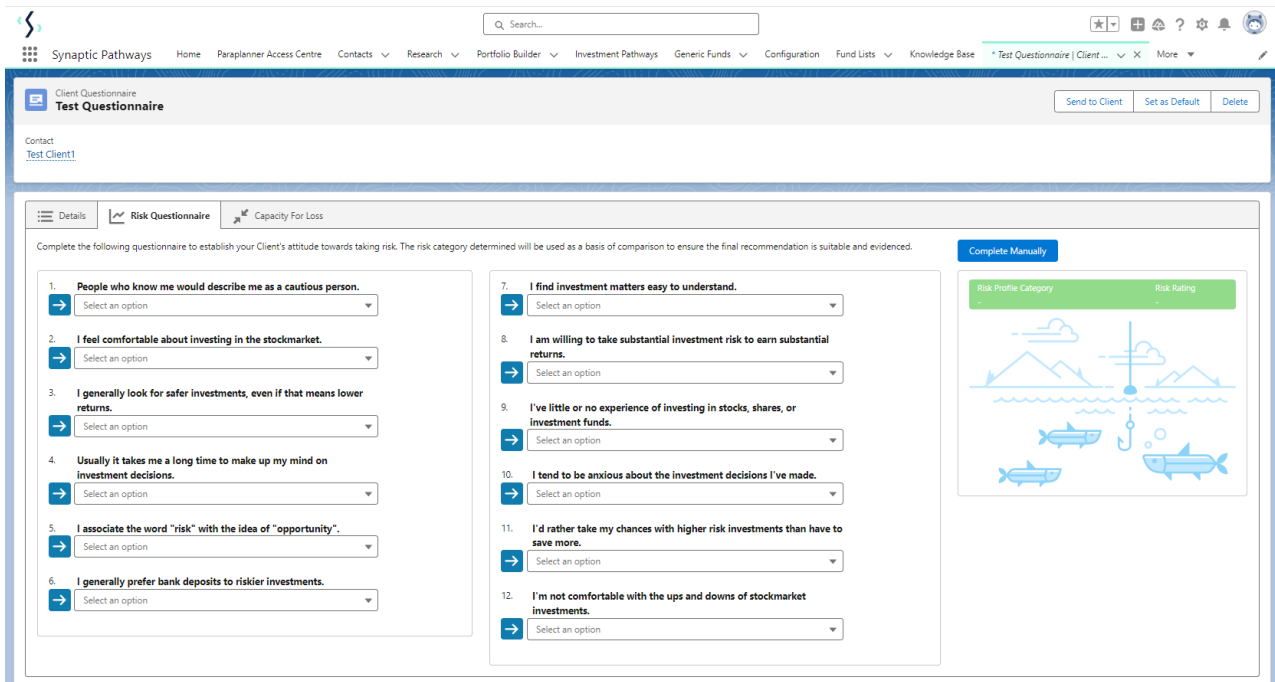 Search...
Synaptic Pathways Home Paraplanner Access Centre Contacts Research Portfolio Builder Investment Pathways Generic Funds Configuration Fund Lists Knowledge Base * Test Questionnaire | Client ... More
Client Questionnaire
Test Questionnaire
Send to Client Set as Default Delete
Contact
Test Client1
Details Risk Questionnaire Capacity For Loss
Complete the following questionnaire to establish your Client's attitude towards taking risk. The risk category determined will be used as a basis of comparison to ensure the final recommendation is suitable and evidenced.
Complete Manually
1. People who know me would describe me as a cautious person.
Select an option
2. I feel comfortable about investing in the stockmarket.
Select an option
3. I generally look for safer investments, even if that means lower
returns.
Select an option
4. Usually it takes me a long time to make up my mind on
investment decisions.
Select an option
5. I associate the word "risk" with the idea of "opportunity".
Select an option
6. I generally prefer bank deposits to riskier investments.
Select an option
7. I find investment matters easy to understand.
Select an option
8. I am willing to take substantial investment risk to earn substantial
returns.
Select an option
9. I've little or no experience of investing in stocks, shares, or
investment funds.
Select an option
10. I tend to be anxious about the investment decisions I've made.
Select an option
11. I'd rather take my chances with higher risk investments than have to
save more.
Select an option
12. I'm not comfortable with the ups and downs of stockmarket
investments.
Select an option
Risk Profile Category Risk Rating
- -